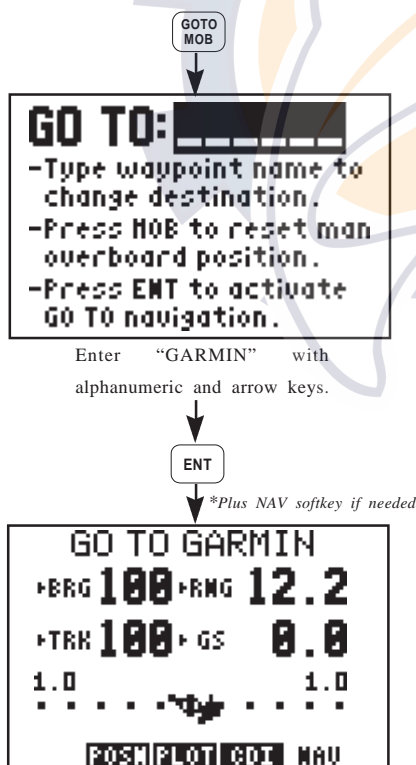 GOTO
MOB
GO TO:
-Type waypoint name to
change destination.
-Press MOB to reset man
overboard position.
-Press ENT to activate
GO TO navigation.
Enter "GARMIN" with
alphanumeric and arrow keys.
ENT
*Plus NAV softkey if needed
GO TO GARMIN
BRG 100 RNG 12.2
TRK 100 GS 0.0
1.0 1.0
POSN PLOT CDI NAV